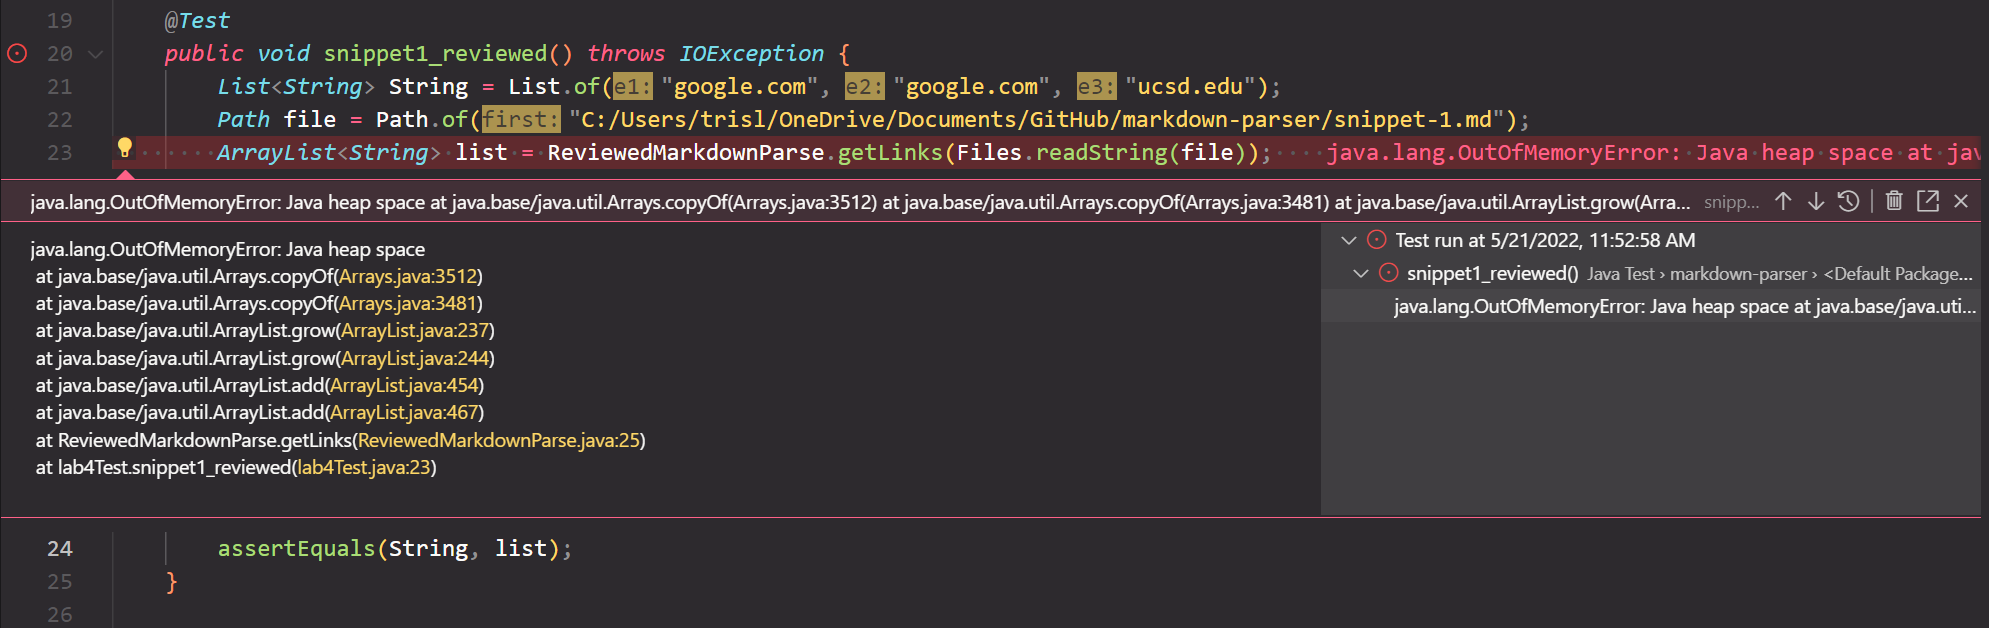 19 @Test
20 public void snippet1_reviewed() throws IOException {
21 List<String> String = List.of(e1: "google.com", e2: "google.com", e3: "ucsd.edu");
22 Path file = Path.of(first: "C:/Users/trisl/OneDrive/Documents/GitHub/markdown-parser/snippet-1.md");
23 ArrayList<String> list = ReviewedMarkdownParse.getLinks(Files.readString(file)); java.lang.OutOfMemoryError: Java heap space at jav
java.lang.OutOfMemoryError: Java heap space at java.base/java.util.Arrays.copyOf(Arrays.java:3512) at java.base/java.util.Arrays.copyOf(Arrays.java:3481) at java.base/java.util.ArrayList.grow(Arra... snipp...
java.lang.OutOfMemoryError: Java heap space
at java.base/java.util.Arrays.copyOf(Arrays.java:3512)
at java.base/java.util.Arrays.copyOf(Arrays.java:3481)
at java.base/java.util.ArrayList.grow(ArrayList.java:237)
at java.base/java.util.ArrayList.grow(ArrayList.java:244)
at java.base/java.util.ArrayList.add(ArrayList.java:454)
at java.base/java.util.ArrayList.add(ArrayList.java:467)
at ReviewedMarkdownParse.getLinks(ReviewedMarkdownParse.java:25)
at lab4Test.snippet1_reviewed(lab4Test.java:23)
Test run at 5/21/2022, 11:52:58 AM
snippet1_reviewed() Java Test › markdown-parser › <Default Package...
java.lang.OutOfMemoryError: Java heap space at java.base/java.uti...
24 assertEquals(String, list);
25 }
26